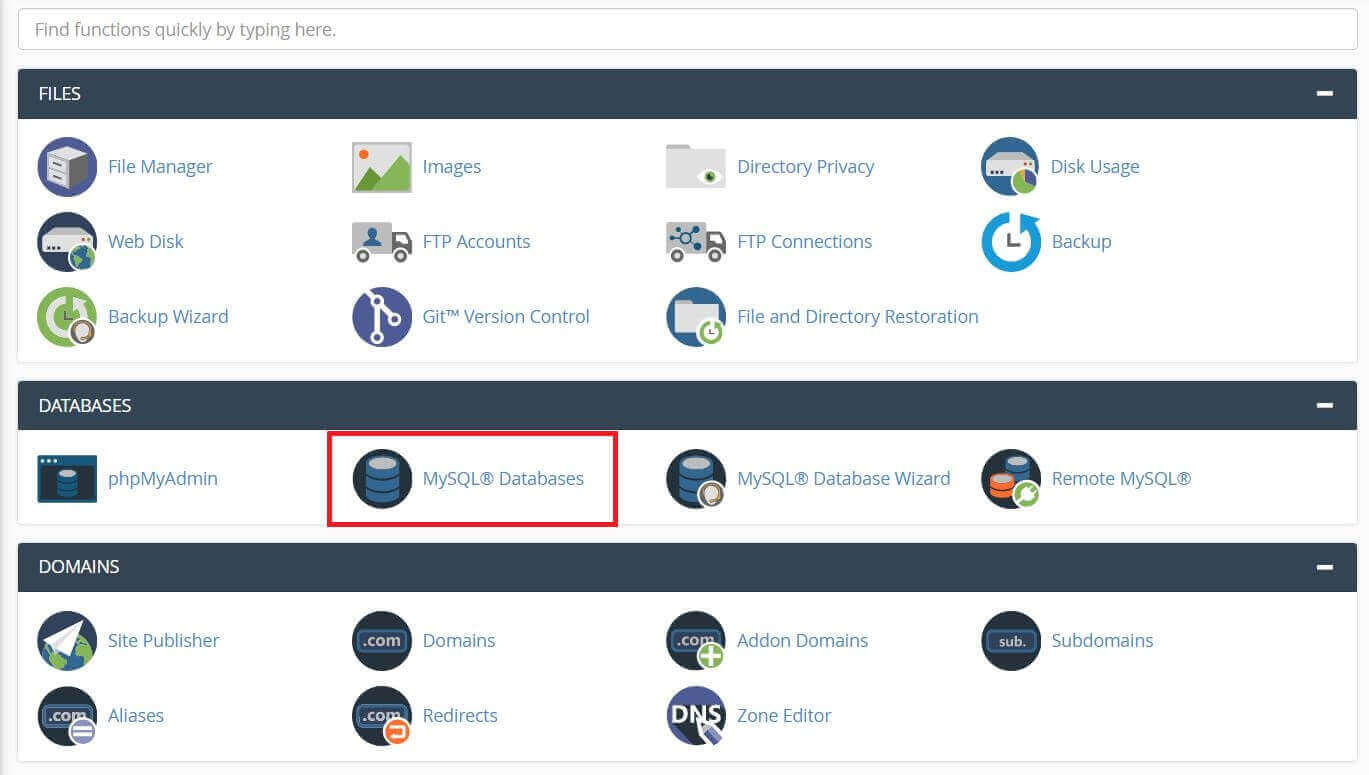 Find functions quickly by typing here.
FILES
File Manager
Images
Directory Privacy
Disk Usage
Web Disk
FTP Accounts
FTP Connections
Backup
Backup Wizard
Git™ Version Control
File and Directory Restoration
DATABASES
phpMyAdmin
MySQL® Databases
MySQL® Database Wizard
Remote MySQL®
DOMAINS
Site Publisher
.com
Domains
.com
Addon Domains
sub.
Subdomains
.com
Aliases
.com
Redirects
DNS
Zone Editor